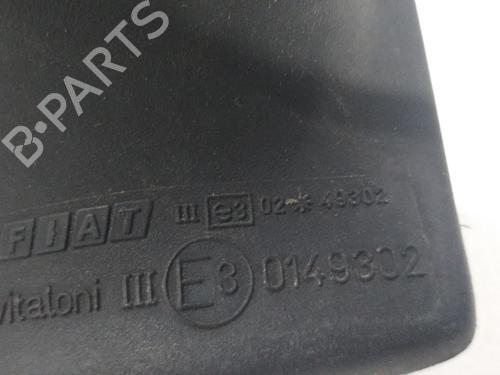 B-PARTS
FIAT III e3 02*49302
vitaloni III E3 0149302